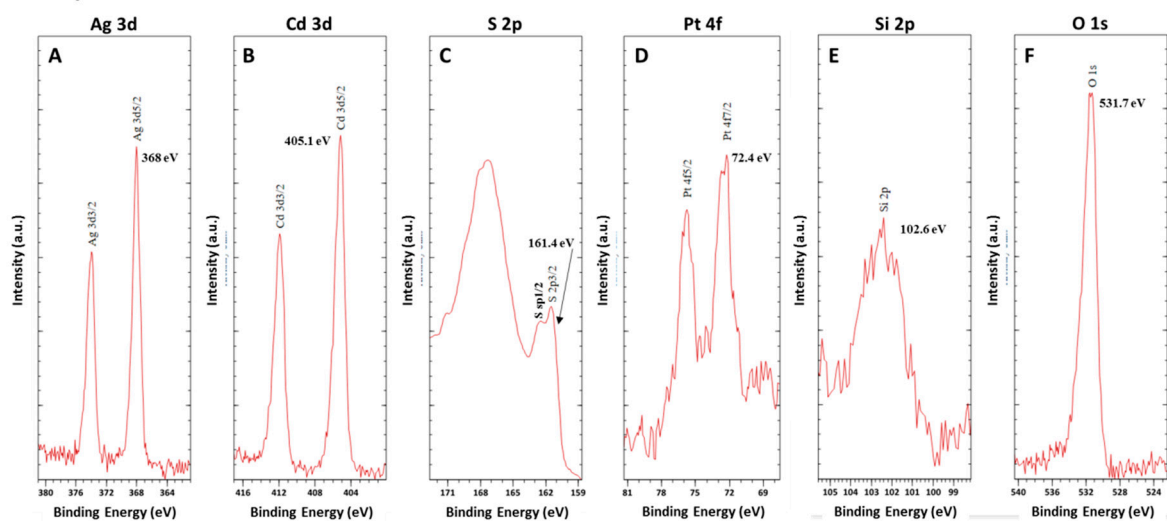 Ag 3d
Cd 3d
S 2p
Pt 4f
Si 2p
O 1s
A
Ag 3d3/2
Ag 3d5/2
368 eV
Intensity (a.u.)
380 376 372 368 364
Binding Energy (eV)
B
Cd 3d3/2
Cd 3d5/2
405.1 eV
Intensity (a.u.)
416 412 408 404
Binding Energy (eV)
C
161.4 eV
S sp1/2
S 2p3/2
Intensity (a.u.)
171 168 165 162 159
Binding Energy (eV)
D
Pt 4f5/2
Pt 4f7/2
72.4 eV
Intensity (a.u.)
81 78 75 72 69
Binding Energy (eV)
E
Si 2p
102.6 eV
Intensity (a.u.)
105 104 103 102 101 100 99
Binding Energy (eV)
F
O 1s
531.7 eV
Intensity (a.u.)
540 536 532 528 524
Binding Energy (eV)